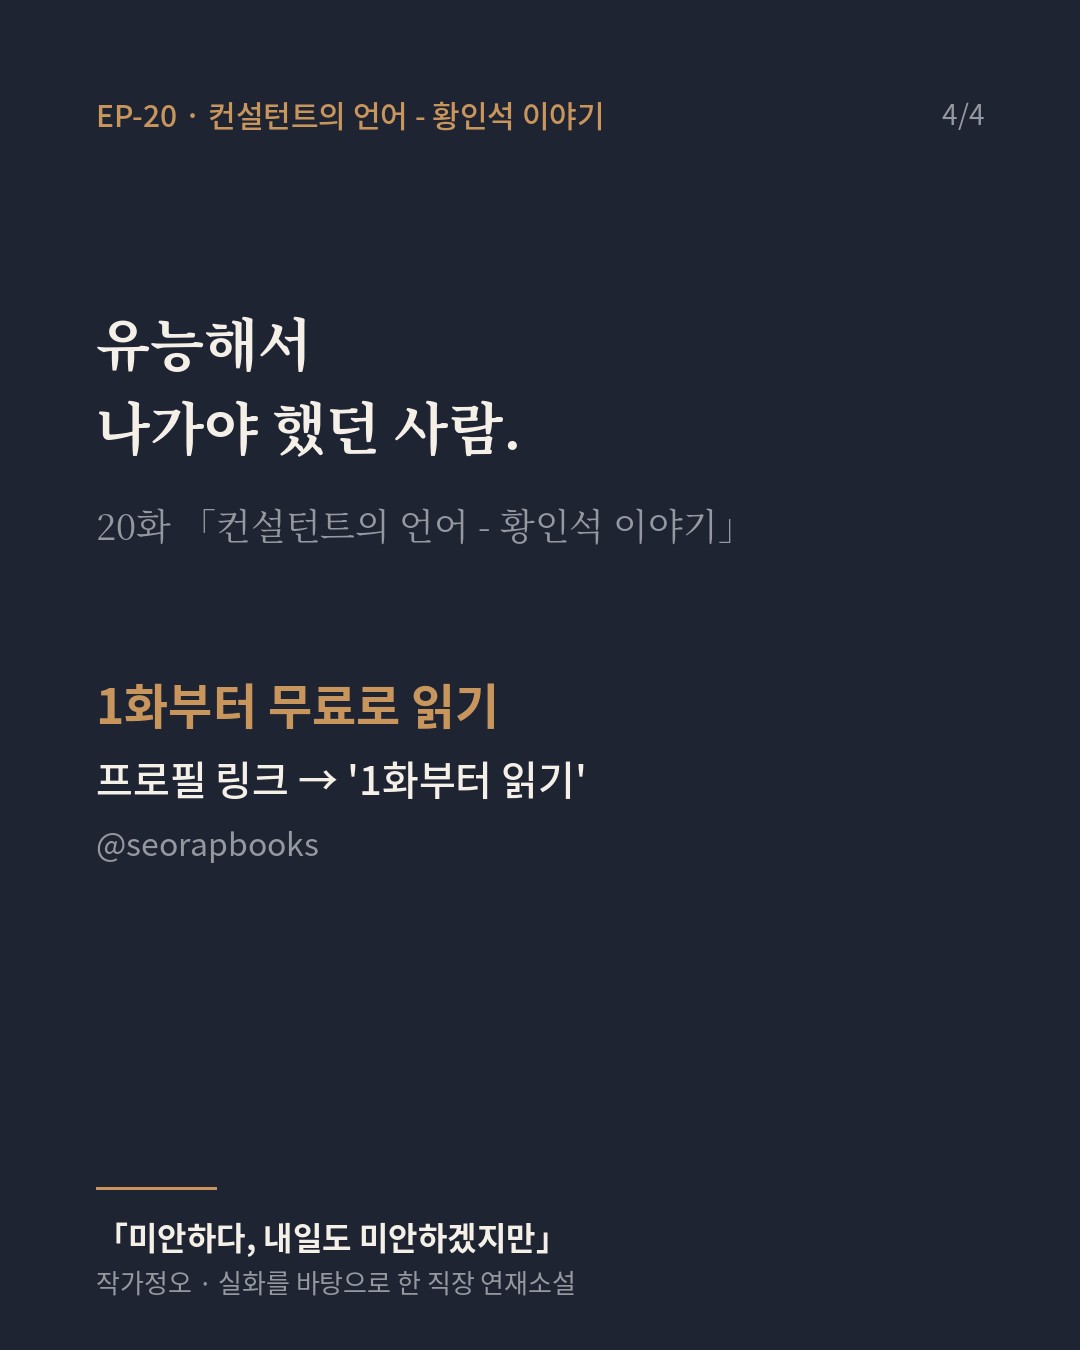 EP-20 · 컨설턴트의 언어 - 황인석 이야기
4/4
유능해서
나가야 했던 사람.
20화 「컨설턴트의 언어 - 황인석 이야기」
1화부터 무료로 읽기
프로필 링크 → '1화부터 읽기'
@seorapbooks
「미안하다, 내일도 미안하겠지만」
작가정오 · 실화를 바탕으로 한 직장 연재소설